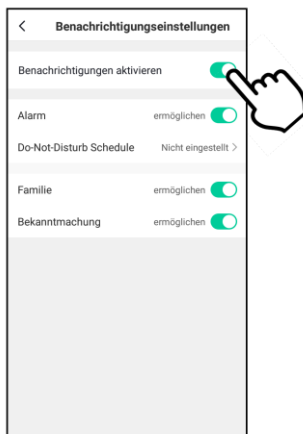 Benachrichtigungseinstellungen
Benachrichtigungen aktivieren
Alarm ermöglichen
Do-Not-Disturb Schedule Nicht eingestellt >
Familie ermöglichen
Bekanntmachung ermöglichen